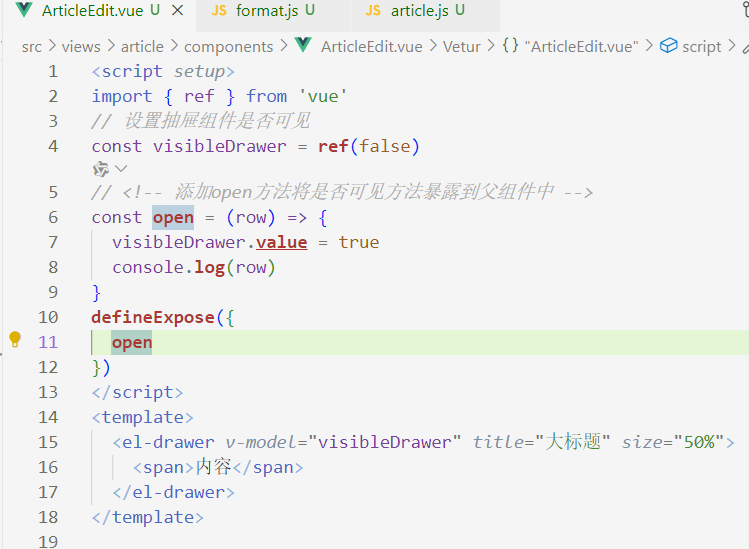 ArticleEdit.vue U × JS format.js U JS article.js U
src > views > article > components > ArticleEdit.vue > Vetur > {} "ArticleEdit.vue" > script >
1 <script setup>
2 import { ref } from 'vue'
3 // 设置抽屉组件是否可见
4 const visibleDrawer = ref(false)
5 // <!-- 添加open方法将是否可见方法暴露到父组件中 -->
6 const open = (row) => {
7 visibleDrawer.value = true
8 console.log(row)
9 }
10 defineExpose({
11 open
12 })
13 </script>
14 <template>
15 <el-drawer v-model="visibleDrawer" title="大标题" size="50%">
16 <span>内容</span>
17 </el-drawer>
18 </template>
19